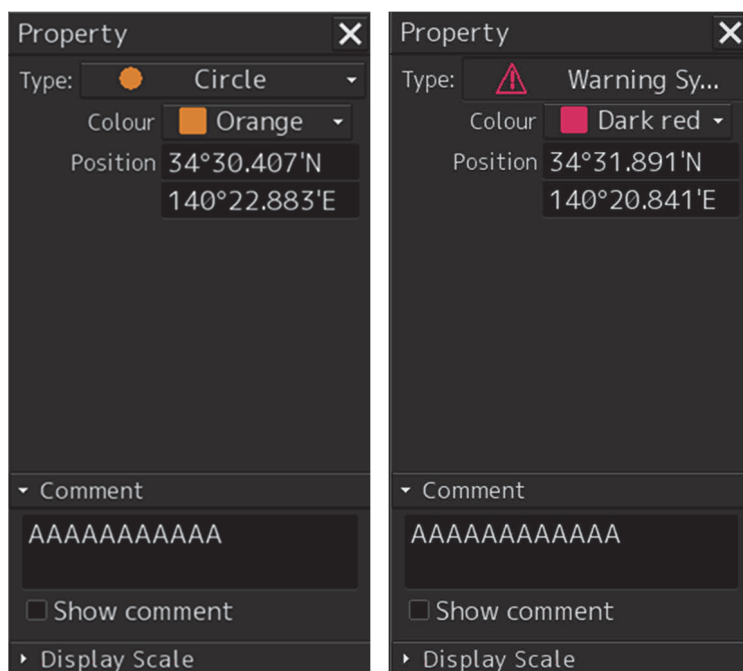 Property
Type: Circle
Colour Orange
Position 34°30.407'N
140°22.883'E
Comment
AAAAAAAAAAA
Show comment
Display Scale
Property
Type: Warning Sy...
Colour Dark red
Position 34°31.891'N
140°20.841'E
Comment
AAAAAAAAAAAA
Show comment
Display Scale